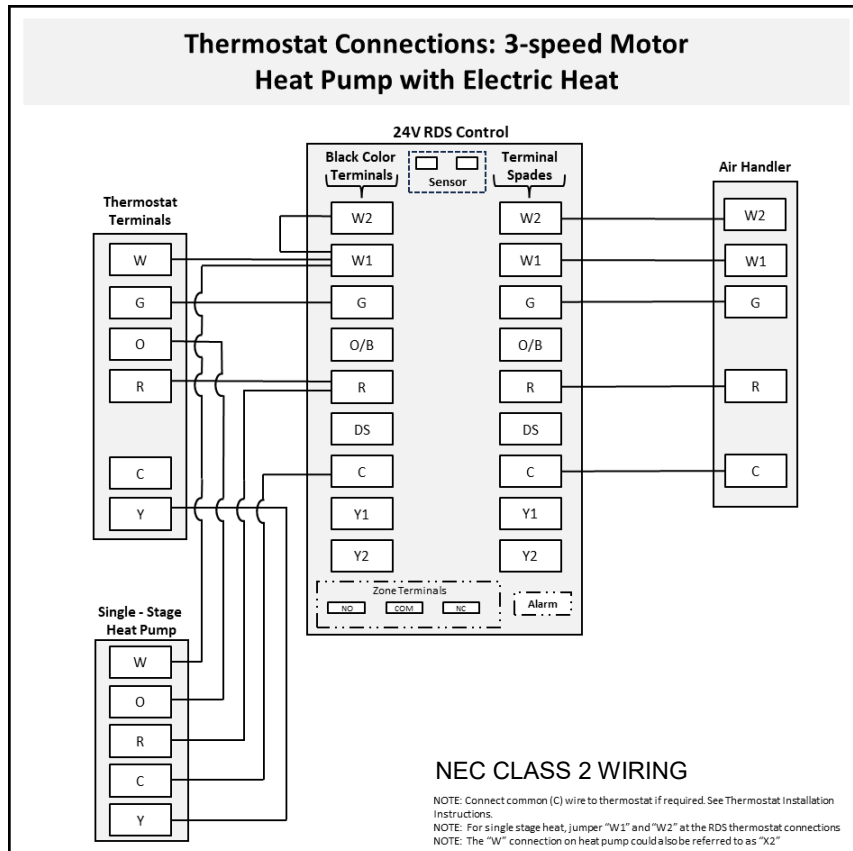 Thermostat Connections: 3-speed Motor
Heat Pump with Electric Heat
24V RDS Control
Black Color
Terminals
Sensor
Terminal
Spades
Air Handler
Thermostat
Terminals
W
G
O
R
C
Y
W2
W1
G
O/B
R
DS
C
Y1
Y2
W2
W1
G
O/B
R
DS
C
Y1
Y2
W2
W1
G
R
C
Zone Terminals
NO
COM
NC
Alarm
Single - Stage
Heat Pump
W
O
R
C
Y
NEC CLASS 2 WIRING
NOTE: Connect common (C) wire to thermostat if required. See Thermostat Installation
Instructions.
NOTE: For single stage heat, jumper "W1" and "W2" at the RDS thermostat connections
NOTE: The "W" connection on heat pump could also be referred to as "X2"